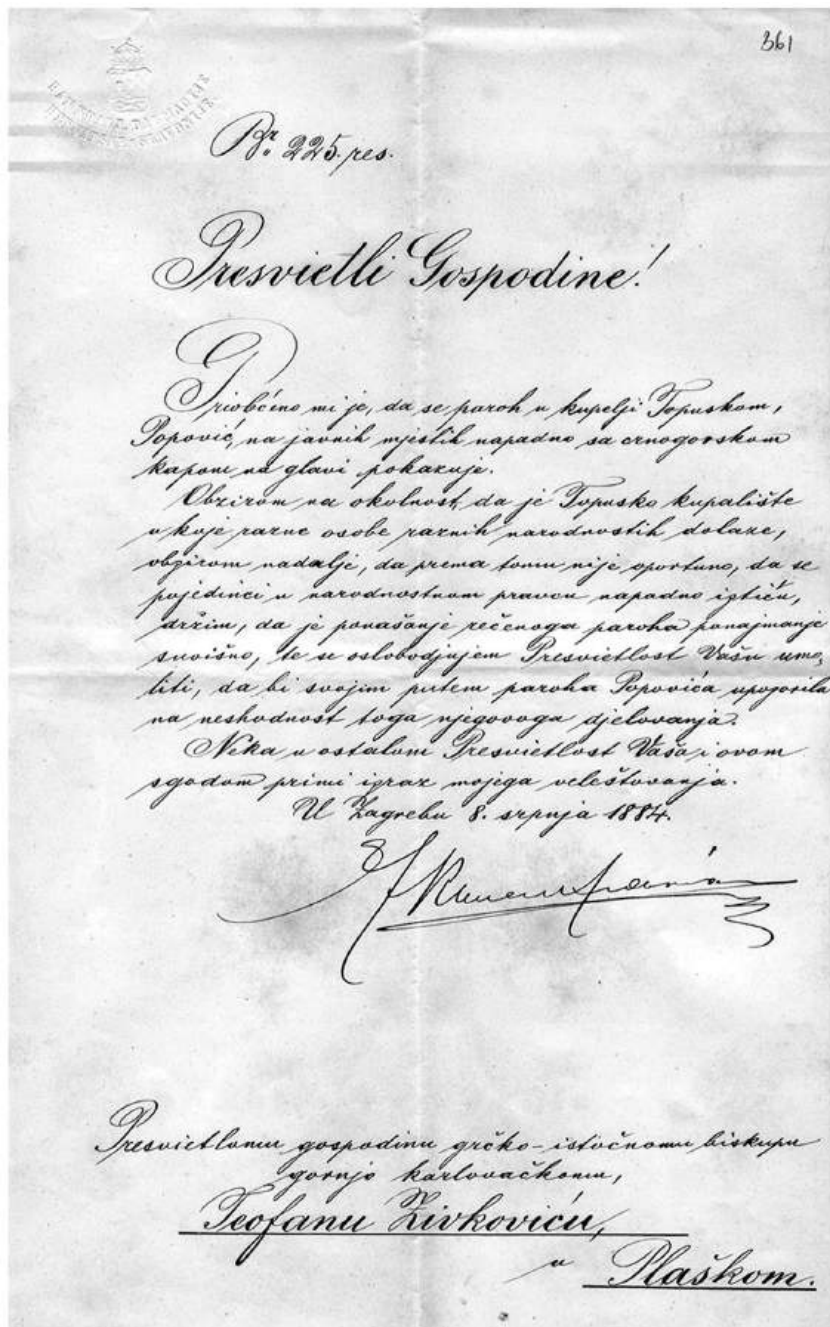 361
Br. 225. res.
Presvietli Gospodine!
Priobćeno mi je, da se paroh u kupelji Topuskom,
Popović, na javnih mjestih napadno sa crnogorskom
kapom na glavi pokazuje.
Obzirom na okolnost, da je Topusko kupalište
u koje razne osobe raznih narodnostih dolaze,
obzirom nadalje, da prema tomu nije oportuno, da se
pojedinci u narodnostnom pravcu napadno ističu,
držim, da je ponašanje rečenoga paroha ponajmanje
suvišno, te se oslobodjujem Presvietlost Vašu umo-
liti, da bi svojim putem paroha Popovića upozorila
na neshodnost toga njegovoga djelovanja.
Neka u ostalom Presvietlost Vaša i ovom
sgodom primi izraz mojega veleštovanja.
U Zagrebu 8. srpnja 1884.
Presvietlomu gospodinu grčko-istočnomu biskupu
gornjo karlovačkomu,
Teofanu Živkoviću,
u Plaškom.